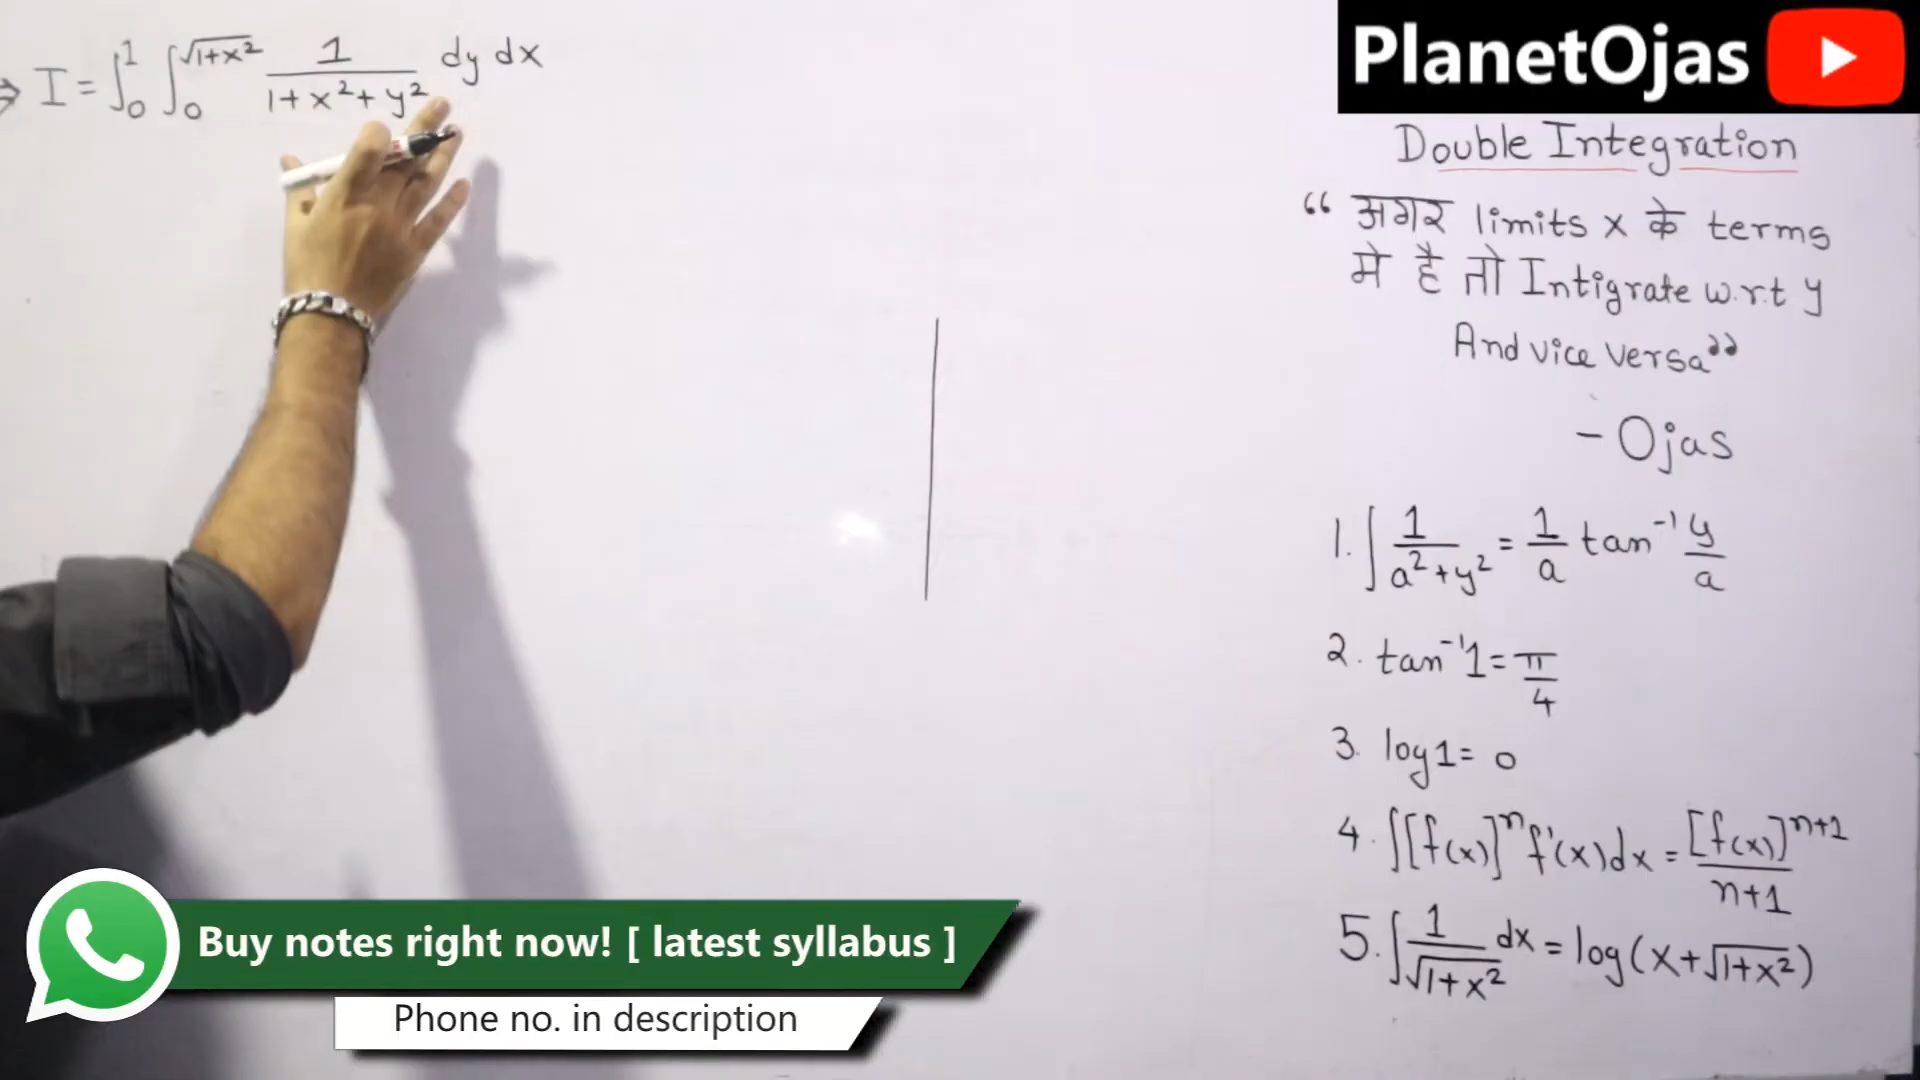 ⇒ I = ∫₀¹ ∫₀^√(1+x²) 1/(1+x²+y²) dy dx
PlanetOjas
Double Integration
“ अगर limits x के terms
मे है तो Intigrate w.r.t y
And vice versa”
- Ojas
1. ∫ 1/(a²+y²) = 1/a tan⁻¹ y/a
2. tan⁻¹1 = π/4
3. log1 = 0
4. ∫[f(x)]ⁿ f'(x)dx = [f(x)]ⁿ⁺¹/(n+1)
5. ∫ 1/√(1+x²) dx = log(x+√(1+x²))
Buy notes right now! [ latest syllabus ]
Phone no. in description